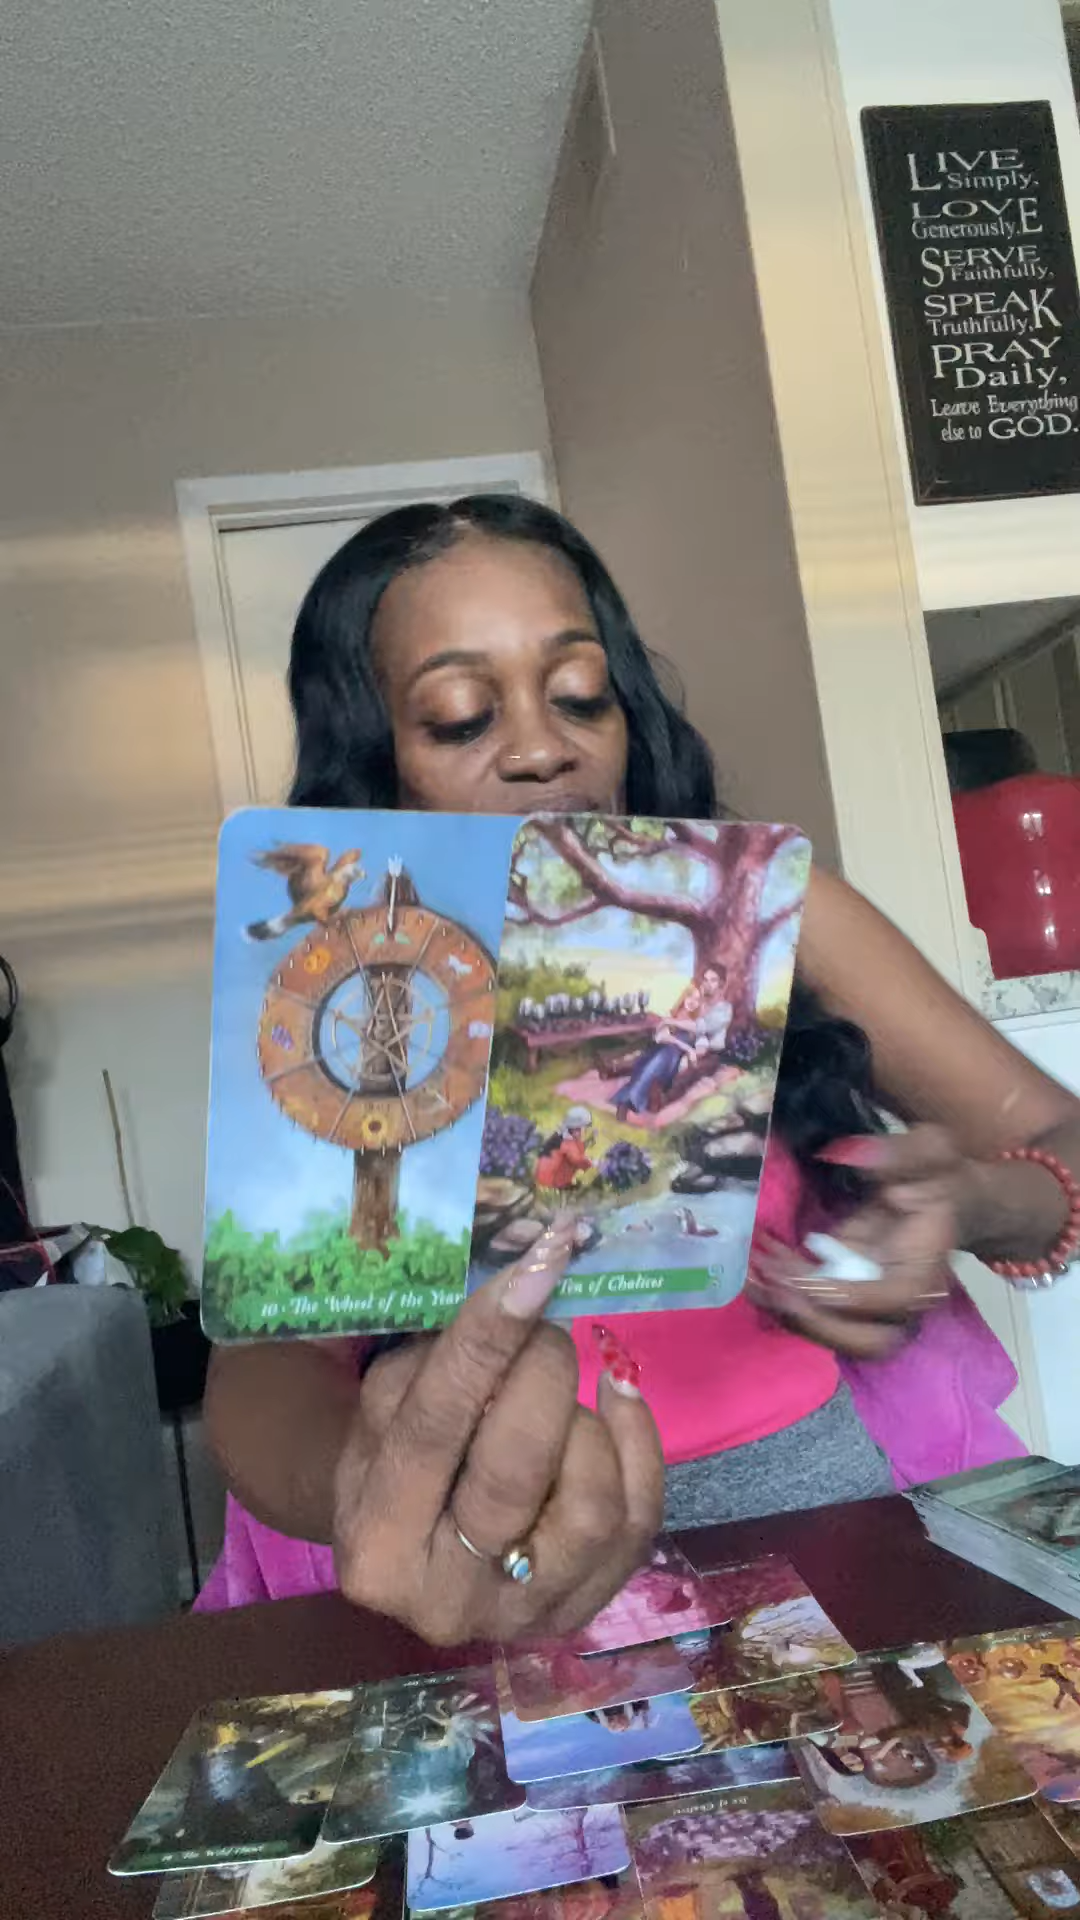 LIVE
Simply,
LOVE
Generously,
SERVE
Faithfully,
SPEAK
Truthfully,
PRAY
Daily,
Leave Everything
else to GOD.
10 · The Wheel of the Year
Ten of Chalices